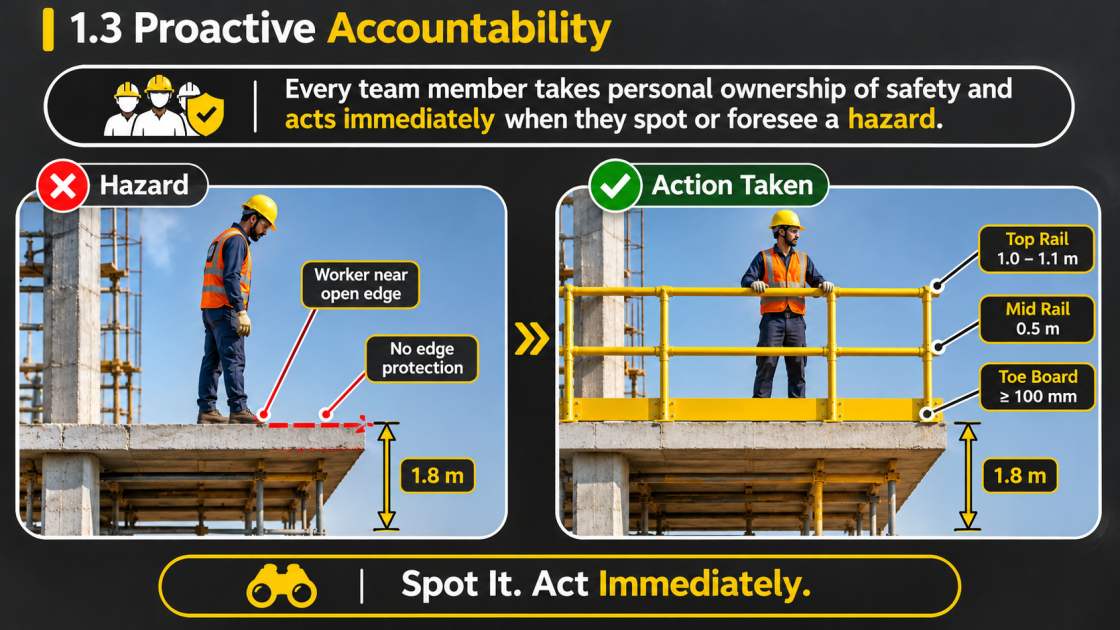 1.3 Proactive Accountability
Every team member takes personal ownership of safety and
acts immediately when they spot or foresee a hazard.
Hazard
Worker near
open edge
No edge
protection
1.8 m
Action Taken
Top Rail
1.0 – 1.1 m
Mid Rail
0.5 m
Toe Board
≥ 100 mm
1.8 m
Spot It. Act Immediately.